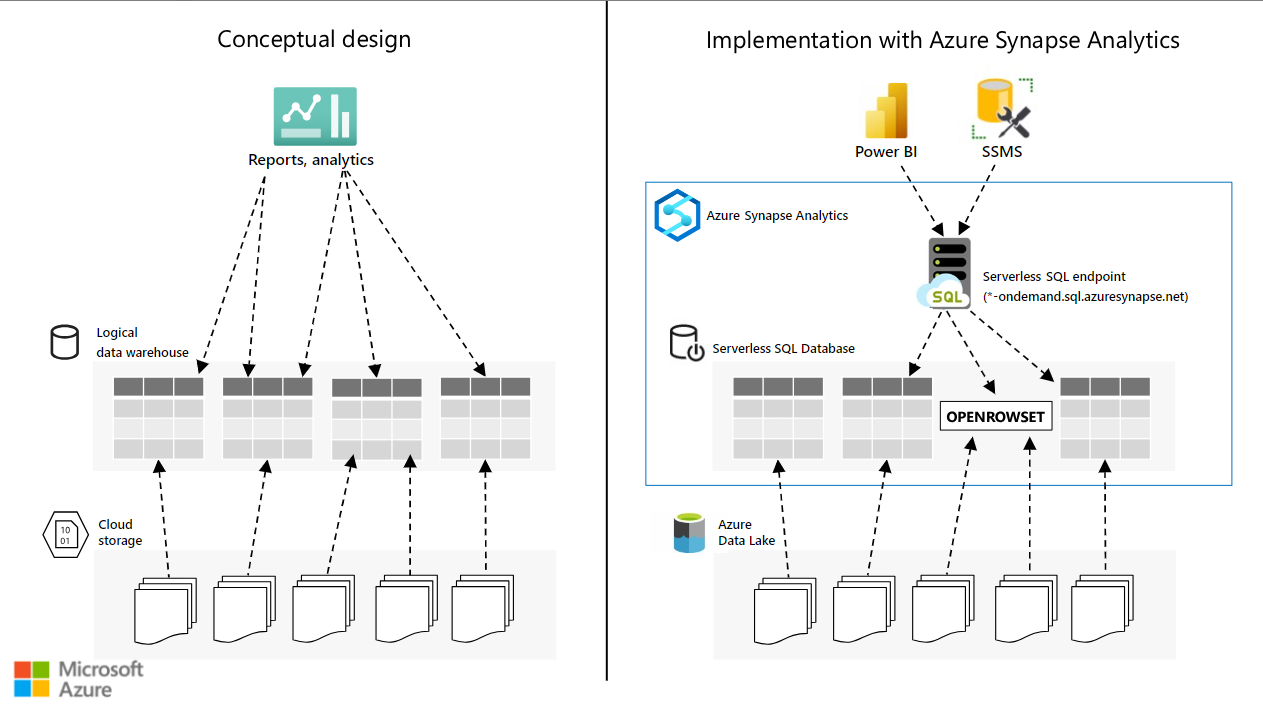 Conceptual design
Reports, analytics
Logical
data warehouse
Cloud
storage
10
01
Microsoft
Azure
Implementation with Azure Synapse Analytics
Power BI
SSMS
Azure Synapse Analytics
SQL
Serverless SQL endpoint
(*-ondemand.sql.azuresynapse.net)
Serverless SQL Database
OPENROWSET
Azure
Data Lake